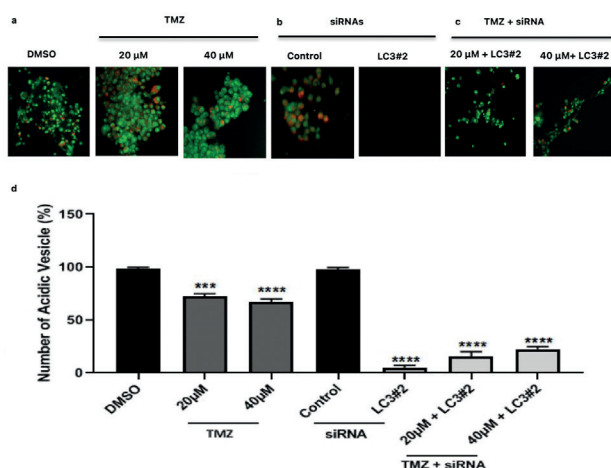 a TMZ b siRNAs c TMZ + siRNA
DMSO 20 µM 40 µM Control LC3#2 20 µM + LC3#2 40 µM+ LC3#2
d
Number of Acidic Vesicle (%)
150
100
50
0
*** **** **** **** ****
DMSO 20µM 40µM Control LC3#2 20µM + LC3#2 40µM + LC3#2
TMZ siRNA
TMZ + siRNA